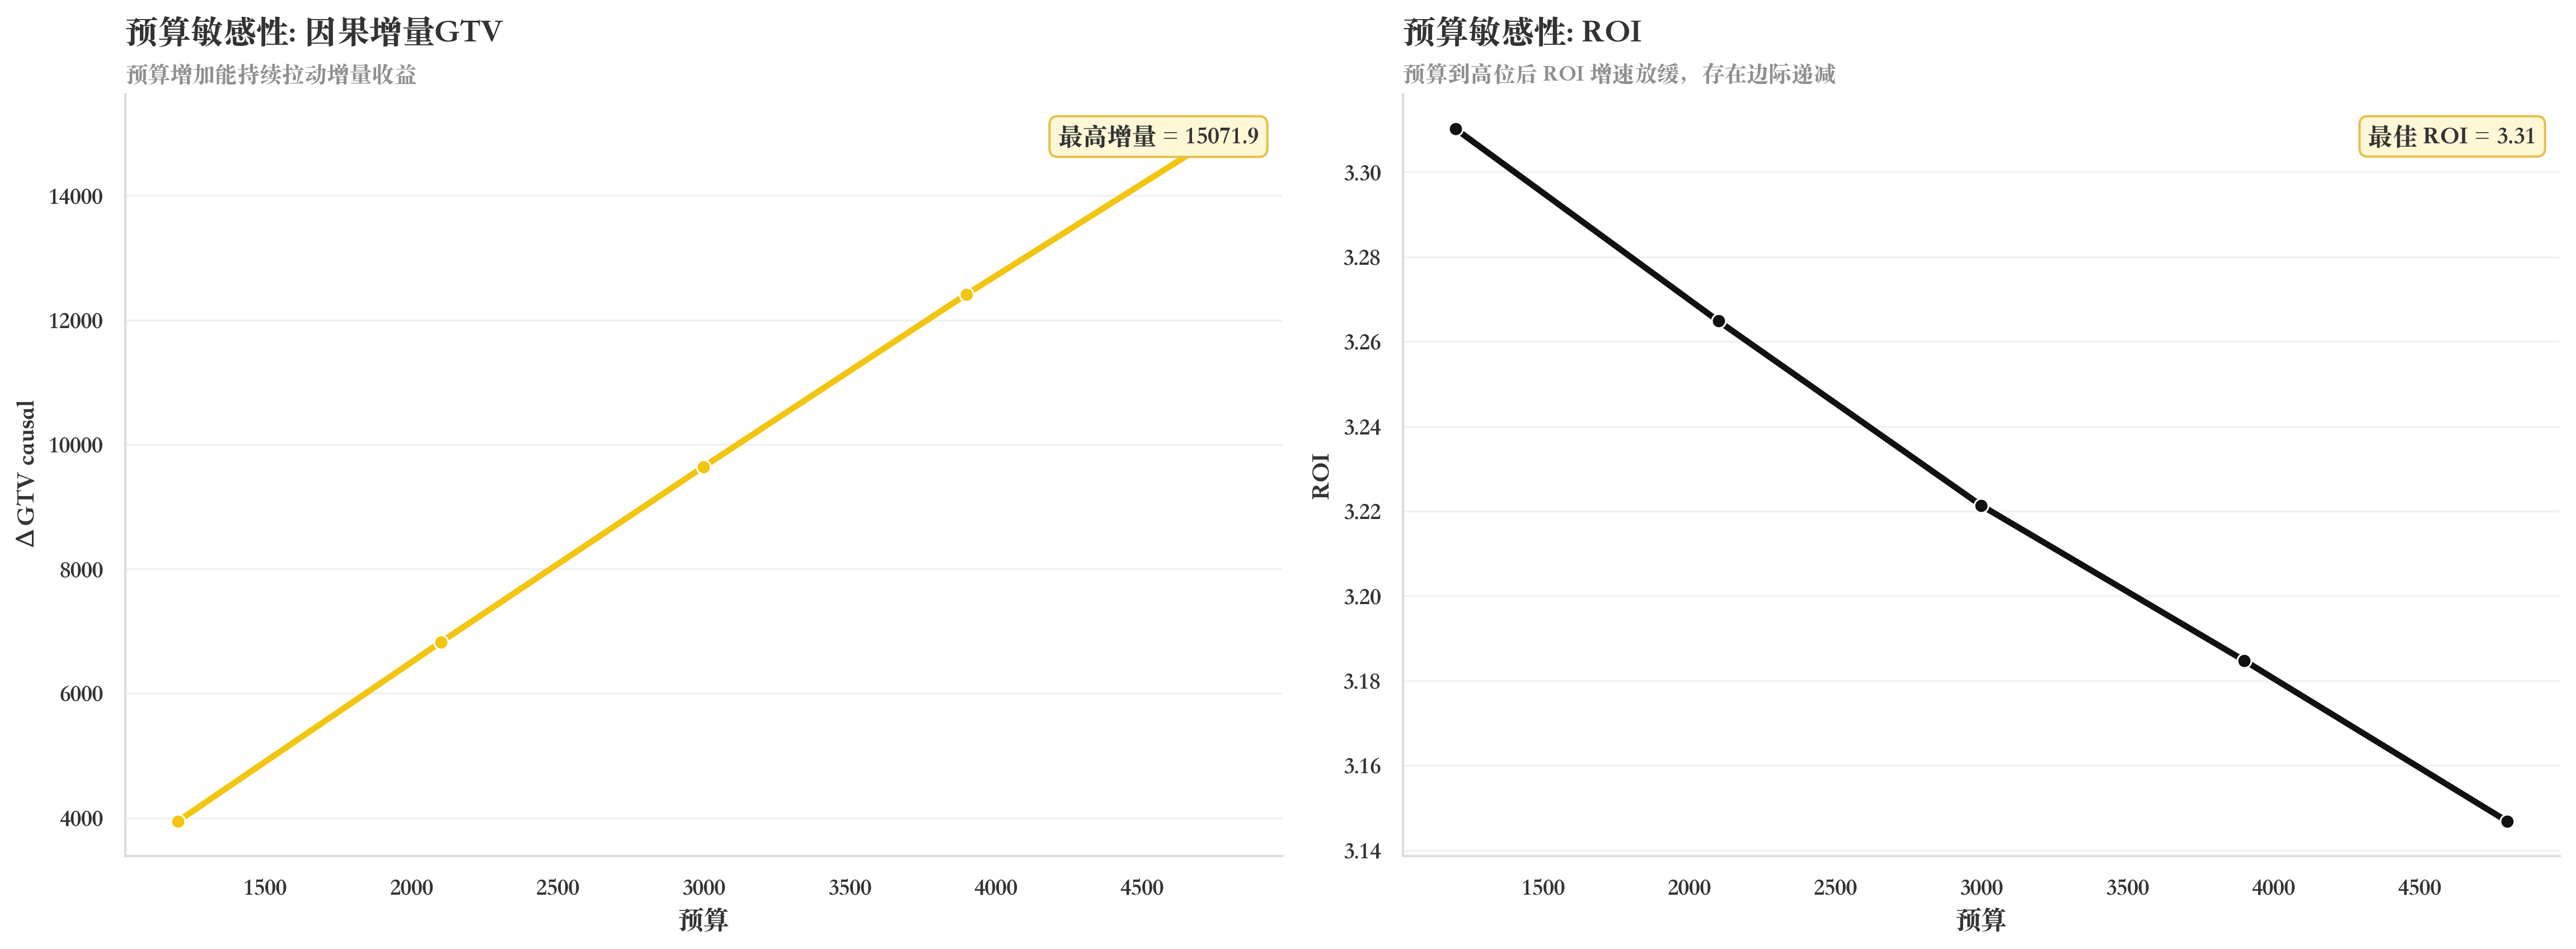 预算敏感性: 因果增量GTV
预算增加能持续拉动增量收益
最高增量 = 15071.9
14000
12000
10000
8000
6000
4000
ΔGTV causal
1500 2000 2500 3000 3500 4000 4500
预算
预算敏感性: ROI
预算到高位后 ROI 增速放缓，存在边际递减
最佳 ROI = 3.31
3.30
3.28
3.26
3.24
3.22
3.20
3.18
3.16
3.14
ROI
1500 2000 2500 3000 3500 4000 4500
预算